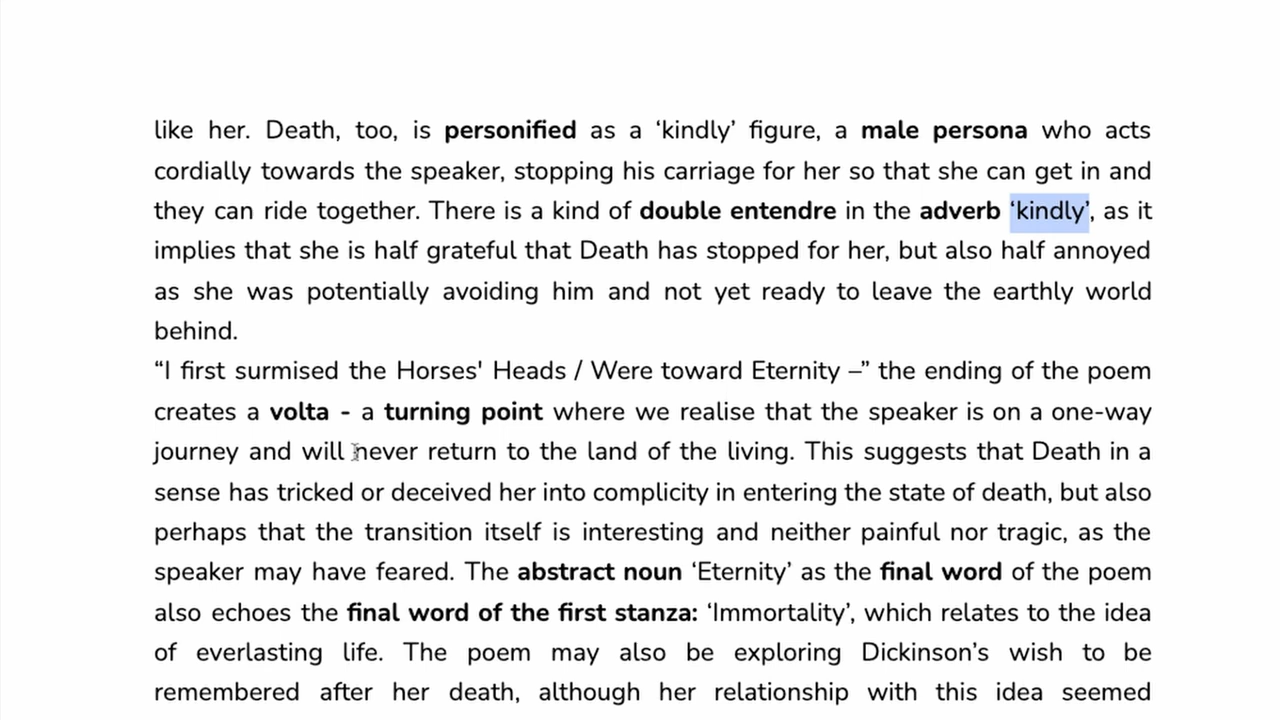 like her. Death, too, is personified as a ‘kindly’ figure, a male persona who acts
cordially towards the speaker, stopping his carriage for her so that she can get in and
they can ride together. There is a kind of double entendre in the adverb ‘kindly’, as it
implies that she is half grateful that Death has stopped for her, but also half annoyed
as she was potentially avoiding him and not yet ready to leave the earthly world
behind.
“I first surmised the Horses' Heads / Were toward Eternity –” the ending of the poem
creates a volta - a turning point where we realise that the speaker is on a one-way
journey and will never return to the land of the living. This suggests that Death in a
sense has tricked or deceived her into complicity in entering the state of death, but also
perhaps that the transition itself is interesting and neither painful nor tragic, as the
speaker may have feared. The abstract noun ‘Eternity’ as the final word of the poem
also echoes the final word of the first stanza: ‘Immortality’, which relates to the idea
of everlasting life. The poem may also be exploring Dickinson’s wish to be
remembered after her death, although her relationship with this idea seemed